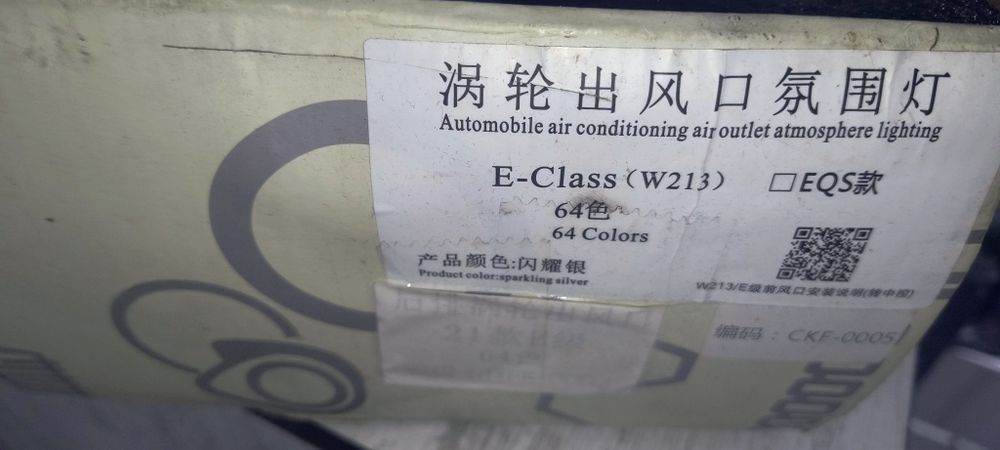 涡轮出风口氛围灯
Automobile air conditioning air outlet atmosphere lighting
E-Class（W213） □EQS款
64色
64 Colors
产品颜色:闪耀银
Product color:sparkling silver
W213/E级前风口安装说明(转中控)
编码：CKF-0005